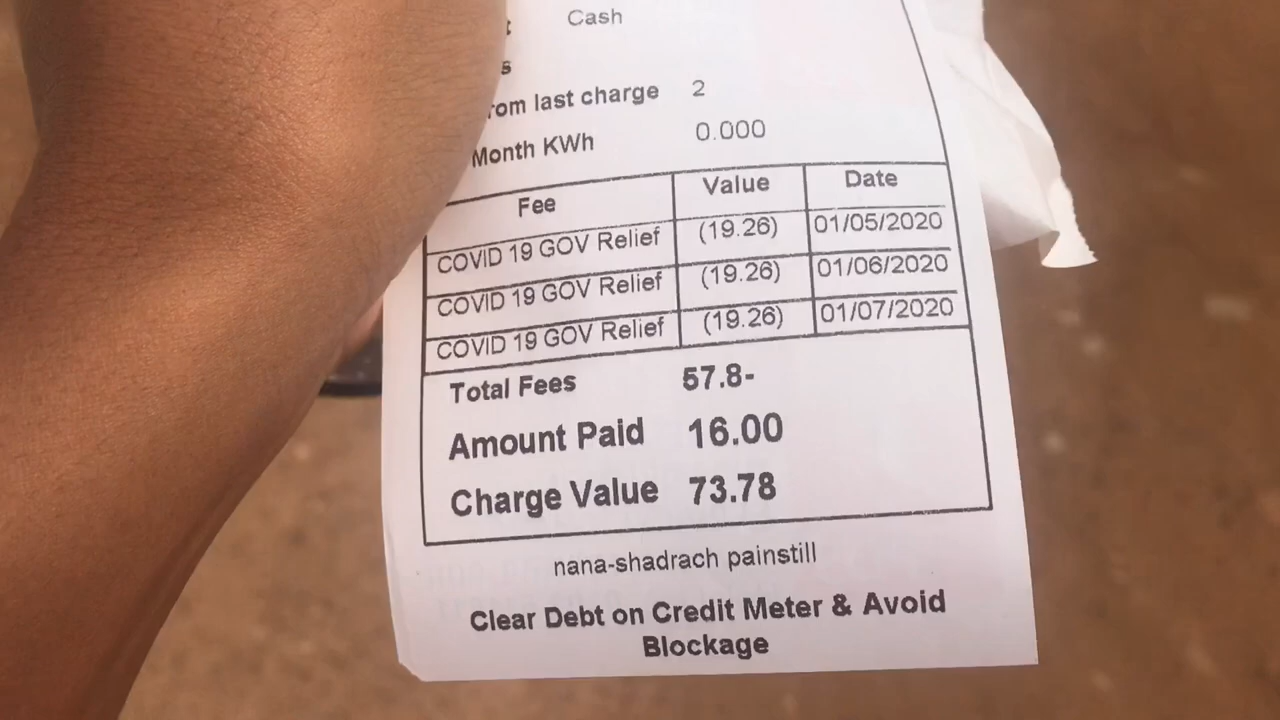 Cash
from last charge 2
Month KWh 0.000
Fee Value Date
COVID 19 GOV Relief (19.26) 01/05/2020
COVID 19 GOV Relief (19.26) 01/06/2020
COVID 19 GOV Relief (19.26) 01/07/2020
Total Fees 57.8-
Amount Paid 16.00
Charge Value 73.78
nana-shadrach painstill
Clear Debt on Credit Meter & Avoid
Blockage